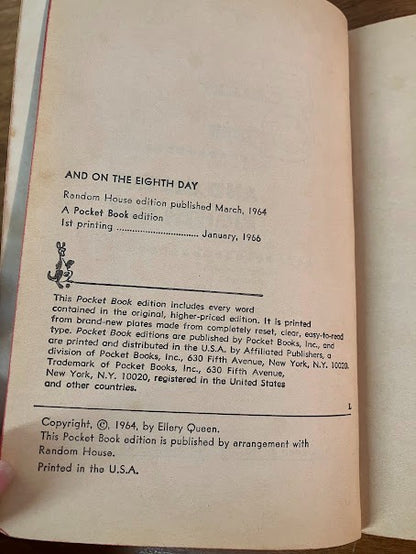 AND ON THE EIGHTH DAY
Random House edition published March, 1964
A Pocket Book edition
1st printing ............................... January, 1966
This Pocket Book edition includes every word
contained in the original, higher-priced edition. It is printed
from brand-new plates made from completely reset, clear, easy-to-read
type. Pocket Book editions are published by Pocket Books, Inc., and
are printed and distributed in the U.S.A. by Affiliated Publishers, a
division of Pocket Books, Inc., 630 Fifth Avenue, New York, N.Y. 10020.
Trademark of Pocket Books, Inc., 630 Fifth Avenue,
New York, N.Y. 10020, registered in the United States
and other countries.
L
Copyright, ©, 1964, by Ellery Queen.
This Pocket Book edition is published by arrangement with
Random House.
Printed in the U.S.A.